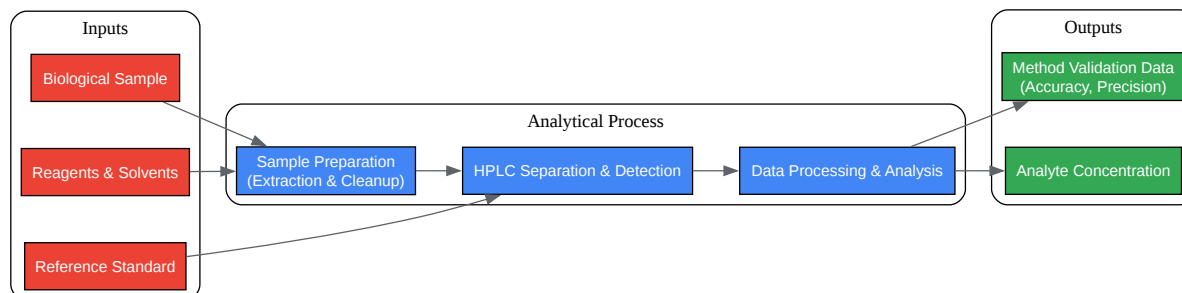 Inputs
Biological Sample
Reagents & Solvents
Reference Standard
Analytical Process
Sample Preparation
(Extraction & Cleanup)
HPLC Separation & Detection
Data Processing & Analysis
Outputs
Method Validation Data
(Accuracy, Precision)
Analyte Concentration